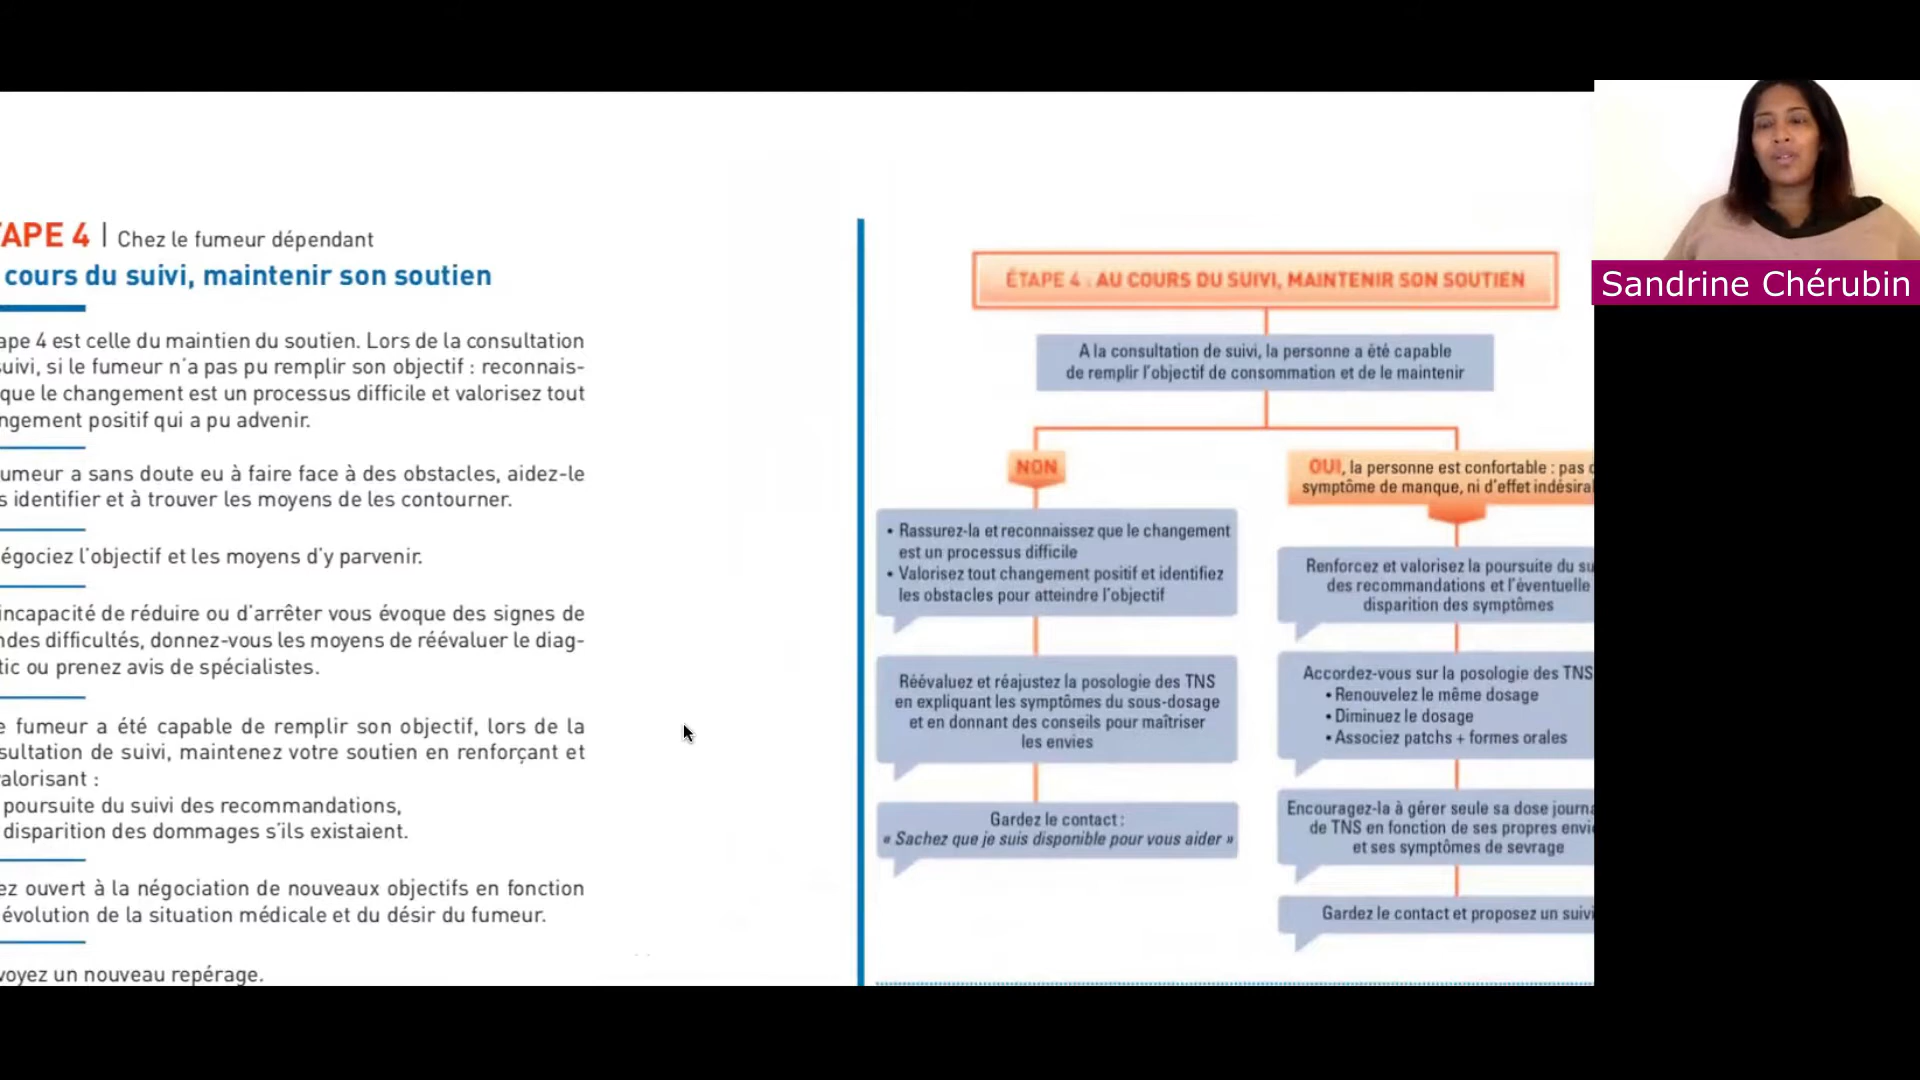 TAPE 4 | Chez le fumeur dépendant
cours du suivi, maintenir son soutien
ape 4 est celle du maintien du soutien. Lors de la consultation
suivi, si le fumeur n'a pas pu remplir son objectif : reconnais-
que le changement est un processus difficile et valorisez tout
ngement positif qui a pu advenir.
umeur a sans doute eu à faire face à des obstacles, aidez-le
s identifier et à trouver les moyens de les contourner.
égociez l'objectif et les moyens d'y parvenir.
incapacité de réduire ou d'arrêter vous évoque des signes de
ndes difficultés, donnez-vous les moyens de réévaluer le diag-
tic ou prenez avis de spécialistes.
e fumeur a été capable de remplir son objectif, lors de la
sultation de suivi, maintenez votre soutien en renforçant et
valorisant :
poursuite du suivi des recommandations,
disparition des dommages s'ils existaient.
ez ouvert à la négociation de nouveaux objectifs en fonction
évolution de la situation médicale et du désir du fumeur.
voyez un nouveau repérage.
ÉTAPE 4 : AU COURS DU SUIVI, MAINTENIR SON SOUTIEN
A la consultation de suivi, la personne a été capable
de remplir l'objectif de consommation et de le maintenir
NON
• Rassurez-la et reconnaissez que le changement
est un processus difficile
• Valorisez tout changement positif et identifiez
les obstacles pour atteindre l'objectif
Réévaluez et réajustez la posologie des TNS
en expliquant les symptômes du sous-dosage
et en donnant des conseils pour maîtriser
les envies
Gardez le contact :
« Sachez que je suis disponible pour vous aider »
OUI, la personne est confortable : pas d
symptôme de manque, ni d'effet indésira
Renforcez et valorisez la poursuite du su
des recommandations et l'éventuelle
disparition des symptômes
Accordez-vous sur la posologie des TNS
• Renouvelez le même dosage
• Diminuez le dosage
• Associez patchs + formes orales
Encouragez-la à gérer seule sa dose journa
de TNS en fonction de ses propres envi
et ses symptômes de sevrage
Gardez le contact et proposez un suivi
Sandrine Chérubin